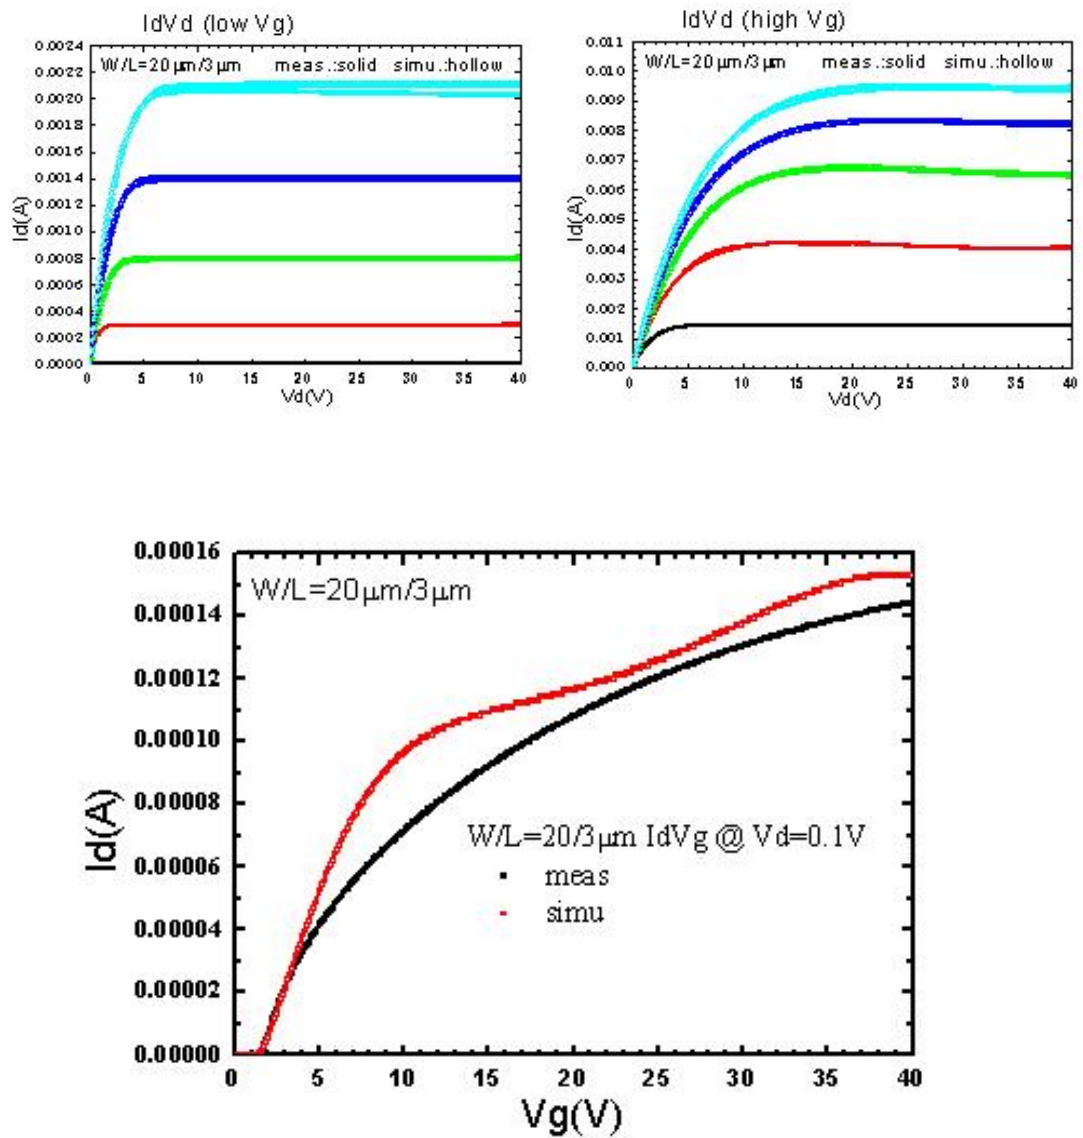 IdVd (low Vg)
W/L=20μm/3μm meas.:solid simu.:hollow
0.0024
0.0022
0.0020
0.0018
0.0016
0.0014
0.0012
0.0010
0.0008
0.0006
0.0004
0.0002
0.0000
Id(A)
0 5 10 15 20 25 30 35 40
Vd(V)
IdVd (high Vg)
W/L=20μm/3μm meas.:solid simu.:hollow
0.011
0.010
0.009
0.008
0.007
0.006
0.005
0.004
0.003
0.002
0.001
0.000
Id(A)
0 5 10 15 20 25 30 35 40
Vd(V)
0.00016
0.00014
0.00012
0.00010
0.00008
0.00006
0.00004
0.00002
0.00000
Id(A)
W/L=20μm/3μm
W/L=20/3μm IdVg @ Vd=0.1V
meas
simu
0 5 10 15 20 25 30 35 40
Vg(V)